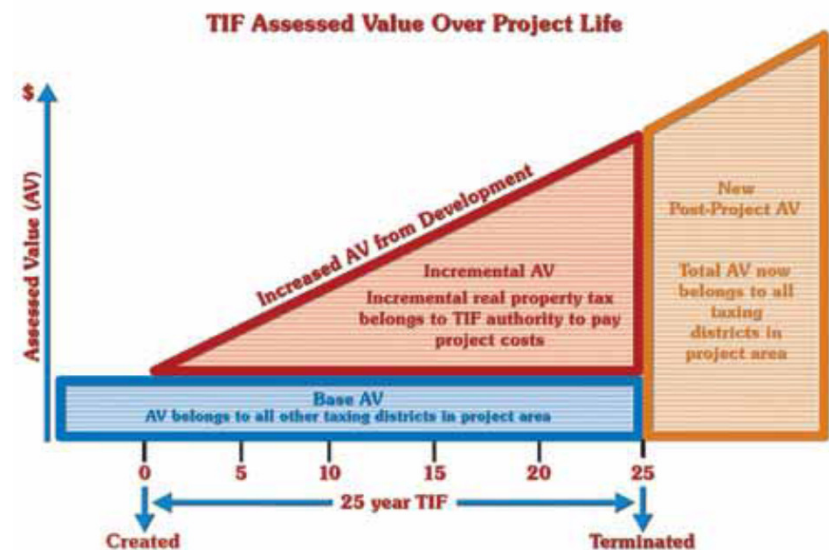 TIF Assessed Value Over Project Life
$
Assessed Value (AV)
Increased AV from Development
Incremental AV
Incremental real property tax
belongs to TIF authority to pay
project costs
New
Post-Project AV
Total AV now
belongs to all
taxing
districts in
project area
Base AV
AV belongs to all other taxing districts in project area
0 5 10 15 20 25
25 year TIF
Created Terminated